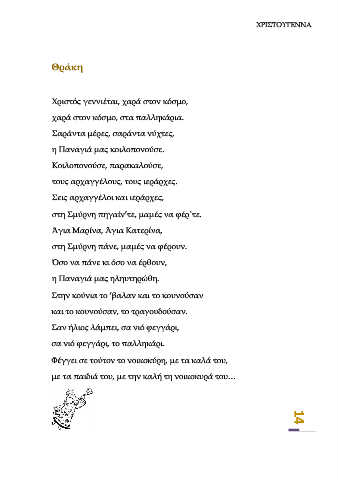 ΧΡΙΣΤΟΥΓΕΝΝΑ
Θράκη
Χριστός γεννιέται, χαρά στον κόσμο,
χαρά στον κόσμο, στα παλληκάρια.
Σαράντα μέρες, σαράντα νύχτες,
η Παναγιά μας κοιλοπονούσε.
Κοιλοπονούσε, παρακαλούσε,
τους αρχαγγέλους, τους ιεράρχες.
Σεις αρχαγγέλοι και ιεράρχες,
στη Σμύρνη πηγαίν'τε, μαμές να φέρ`τε.
Άγια Μαρίνα, Άγια Κατερίνα,
στη Σμύρνη πάνε, μαμές να φέρουν.
Όσο να πάνε κι όσο να έρθουν,
η Παναγιά μας ηλευτηρώθη.
Στην κούνια το 'βαλαν και το κουνούσαν
και το κουνούσαν, το τραγουδούσαν.
Σαν ήλιος λάμπει, σα νιό φεγγάρι,
σα νιό φεγγάρι, το παλληκάρι.
Φέγγει σε τούτον το νοικοκύρη, με τα καλά του,
με τα παιδιά του, με την καλή τη νοικοκυρά του…
14